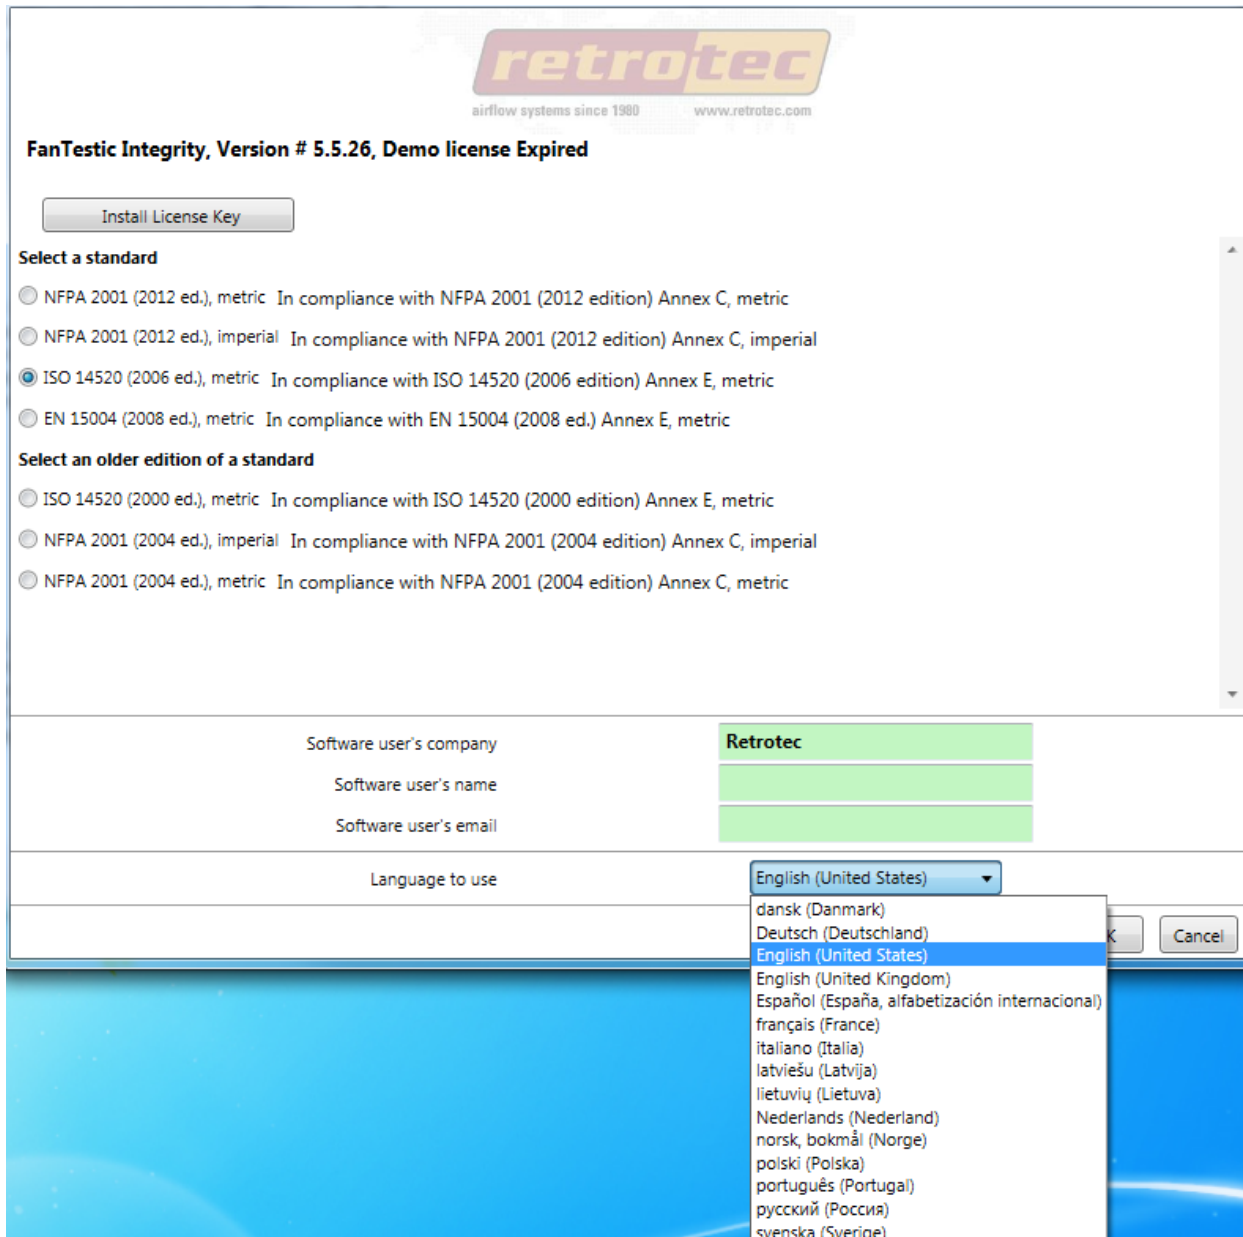 retrotec
airflow systems since 1980 www.retrotec.com
FanTestic Integrity, Version # 5.5.26, Demo license Expired
Install License Key
Select a standard
NFPA 2001 (2012 ed.), metric In compliance with NFPA 2001 (2012 edition) Annex C, metric
NFPA 2001 (2012 ed.), imperial In compliance with NFPA 2001 (2012 edition) Annex C, imperial
ISO 14520 (2006 ed.), metric In compliance with ISO 14520 (2006 edition) Annex E, metric
EN 15004 (2008 ed.), metric In compliance with EN 15004 (2008 ed.) Annex E, metric
Select an older edition of a standard
ISO 14520 (2000 ed.), metric In compliance with ISO 14520 (2000 edition) Annex E, metric
NFPA 2001 (2004 ed.), imperial In compliance with NFPA 2001 (2004 edition) Annex C, imperial
NFPA 2001 (2004 ed.), metric In compliance with NFPA 2001 (2004 edition) Annex C, metric
Software user's company Retrotec
Software user's name
Software user's email
Language to use English (United States)
dansk (Danmark)
Deutsch (Deutschland)
K Cancel
English (United States)
English (United Kingdom)
Español (España, alfabetización internacional)
français (France)
italiano (Italia)
latviešu (Latvija)
lietuvių (Lietuva)
Nederlands (Nederland)
norsk, bokmål (Norge)
polski (Polska)
português (Portugal)
русский (Россия)
svenska (Sverige)